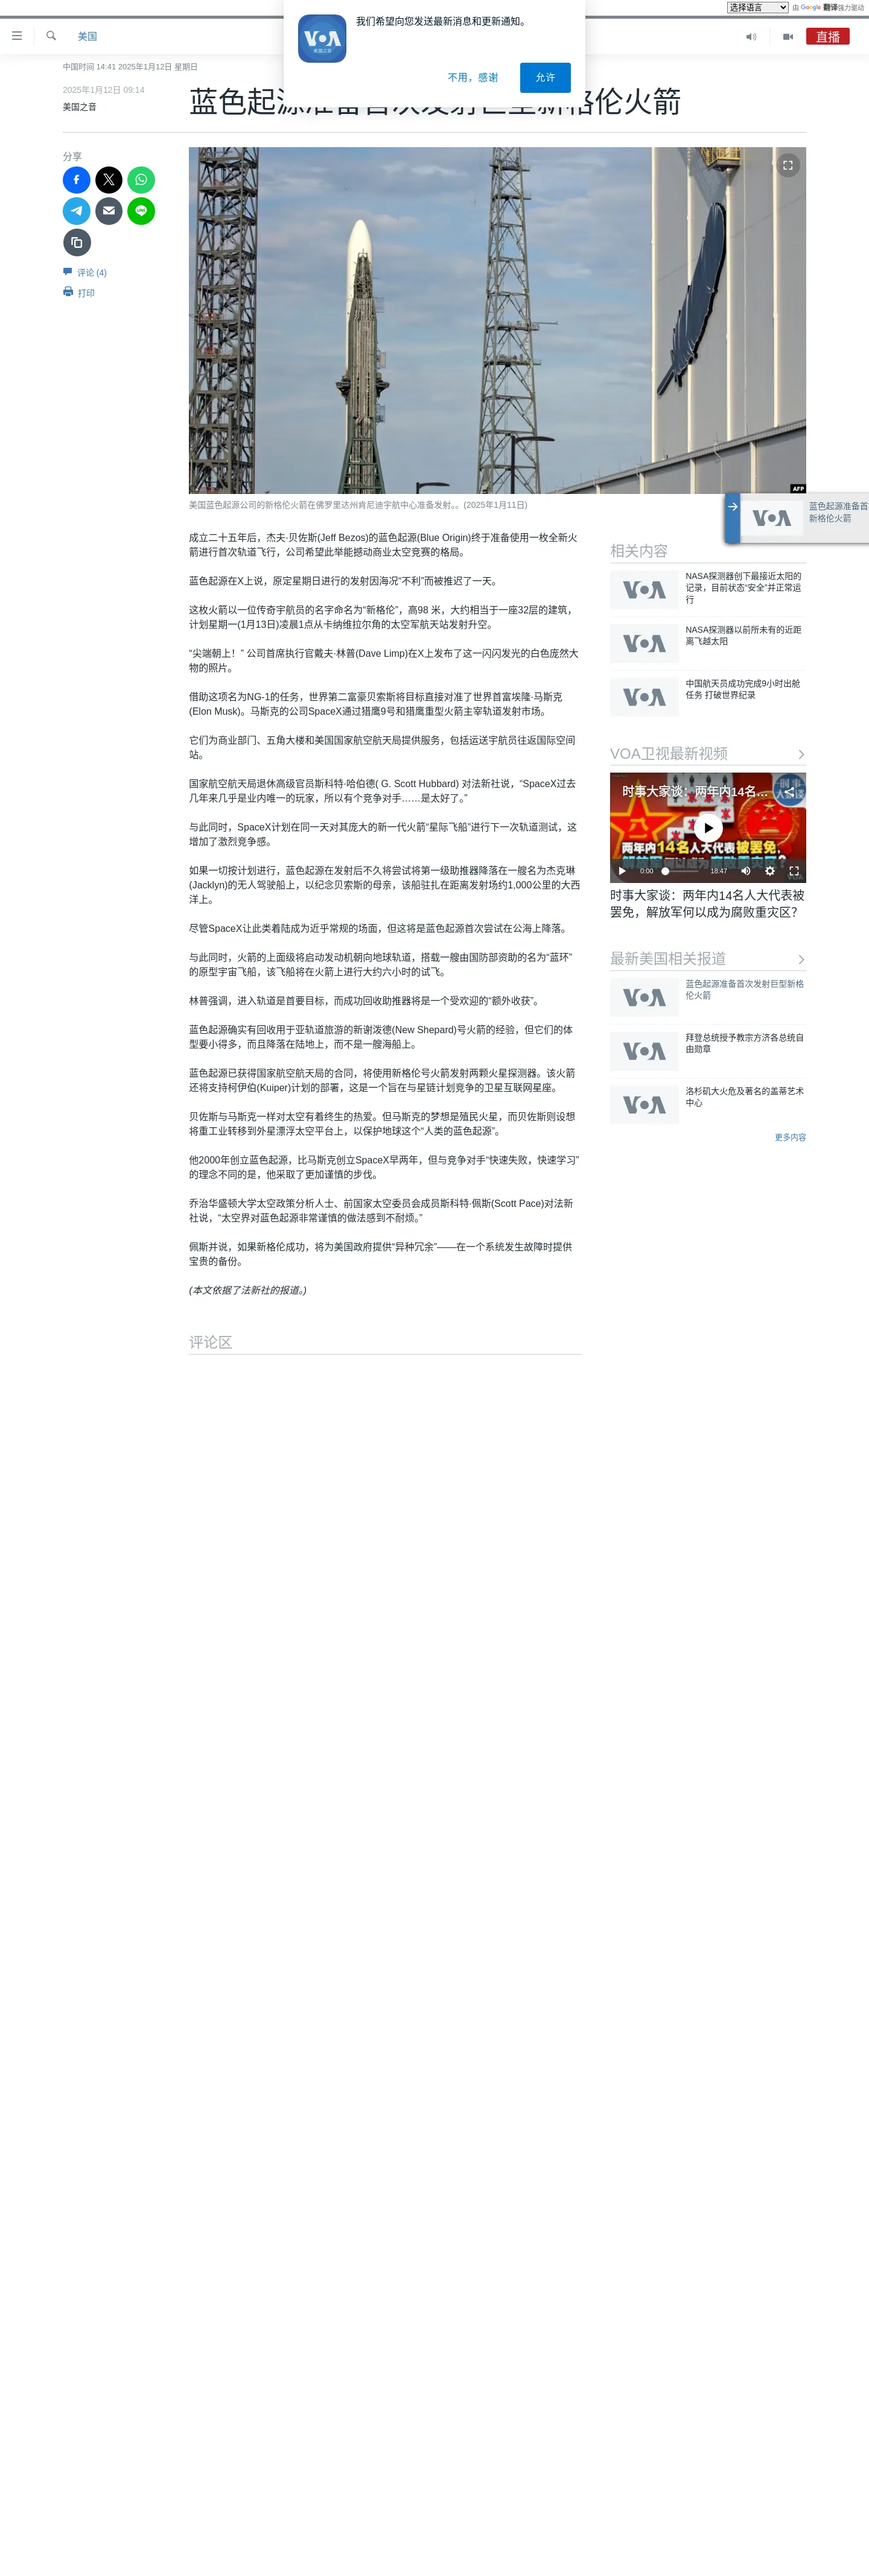 选择语言 由 Google 翻译强力驱动
我们希望向您发送最新消息和更新通知。
不用，感谢 允许
VOA
美国之音
美国
直播
中国时间 14:41 2025年1月12日 星期日
2025年1月12日 09:14
美国之音
蓝色起源准备首次发射巨型新格伦火箭
分享
评论 (4)
打印
AFP
美国蓝色起源公司的新格伦火箭在佛罗里达州肯尼迪宇航中心准备发射。。(2025年1月11日)
VOA
蓝色起源准备首
新格伦火箭
成立二十五年后，杰夫·贝佐斯(Jeff Bezos)的蓝色起源(Blue Origin)终于准备使用一枚全新火
箭进行首次轨道飞行，公司希望此举能撼动商业太空竞赛的格局。
蓝色起源在X上说，原定星期日进行的发射因海况“不利”而被推迟了一天。
这枚火箭以一位传奇宇航员的名字命名为“新格伦”，高98 米，大约相当于一座32层的建筑，
计划星期一(1月13日)凌晨1点从卡纳维拉尔角的太空军航天站发射升空。
“尖端朝上！” 公司首席执行官戴夫·林普(Dave Limp)在X上发布了这一闪闪发光的白色庞然大
物的照片。
借助这项名为NG-1的任务，世界第二富豪贝索斯将目标直接对准了世界首富埃隆·马斯克
(Elon Musk)。马斯克的公司SpaceX通过猎鹰9号和猎鹰重型火箭主宰轨道发射市场。
它们为商业部门、五角大楼和美国国家航空航天局提供服务，包括运送宇航员往返国际空间
站。
国家航空航天局退休高级官员斯科特·哈伯德( G. Scott Hubbard) 对法新社说，“SpaceX过去
几年来几乎是业内唯一的玩家，所以有个竞争对手……是太好了。”
与此同时，SpaceX计划在同一天对其庞大的新一代火箭“星际飞船”进行下一次轨道测试，这
增加了激烈竞争感。
如果一切按计划进行，蓝色起源在发射后不久将尝试将第一级助推器降落在一艘名为杰克琳
(Jacklyn)的无人驾驶船上，以纪念贝索斯的母亲，该船驻扎在距离发射场约1,000公里的大西
洋上。
尽管SpaceX让此类着陆成为近乎常规的场面，但这将是蓝色起源首次尝试在公海上降落。
与此同时，火箭的上面级将启动发动机朝向地球轨道，搭载一艘由国防部资助的名为“蓝环”
的原型宇宙飞船，该飞船将在火箭上进行大约六小时的试飞。
林普强调，进入轨道是首要目标，而成功回收助推器将是一个受欢迎的“额外收获”。
蓝色起源确实有回收用于亚轨道旅游的新谢泼德(New Shepard)号火箭的经验，但它们的体
型要小得多，而且降落在陆地上，而不是一艘海船上。
蓝色起源已获得国家航空航天局的合同，将使用新格伦号火箭发射两颗火星探测器。该火箭
还将支持柯伊伯(Kuiper)计划的部署，这是一个旨在与星链计划竞争的卫星互联网星座。
贝佐斯与马斯克一样对太空有着终生的热爱。但马斯克的梦想是殖民火星，而贝佐斯则设想
将重工业转移到外星漂浮太空平台上，以保护地球这个“人类的蓝色起源”。
他2000年创立蓝色起源，比马斯克创立SpaceX早两年，但与竞争对手“快速失败，快速学习”
的理念不同的是，他采取了更加谨慎的步伐。
乔治华盛顿大学太空政策分析人士、前国家太空委员会成员斯科特·佩斯(Scott Pace)对法新
社说，“太空界对蓝色起源非常谨慎的做法感到不耐烦。”
佩斯并说，如果新格伦成功，将为美国政府提供“异种冗余”——在一个系统发生故障时提供
宝贵的备份。
(本文依据了法新社的报道。)
评论区
相关内容
VOA
NASA探测器创下最接近太阳的
记录，目前状态“安全”并正常运
行
VOA
NASA探测器以前所未有的近距
离飞越太阳
VOA
中国航天员成功完成9小时出舱
任务 打破世界纪录
VOA卫视最新视频
时事大家谈：两年内14名…
时事
大家谈
两年内14名人大代表被罢免，
0:00 18:47
时事大家谈：两年内14名人大代表被
罢免，解放军何以成为腐败重灾区？
最新美国相关报道
VOA
蓝色起源准备首次发射巨型新格
伦火箭
VOA
拜登总统授予教宗方济各总统自
由勋章
VOA
洛杉矶大火危及著名的盖蒂艺术
中心
更多内容